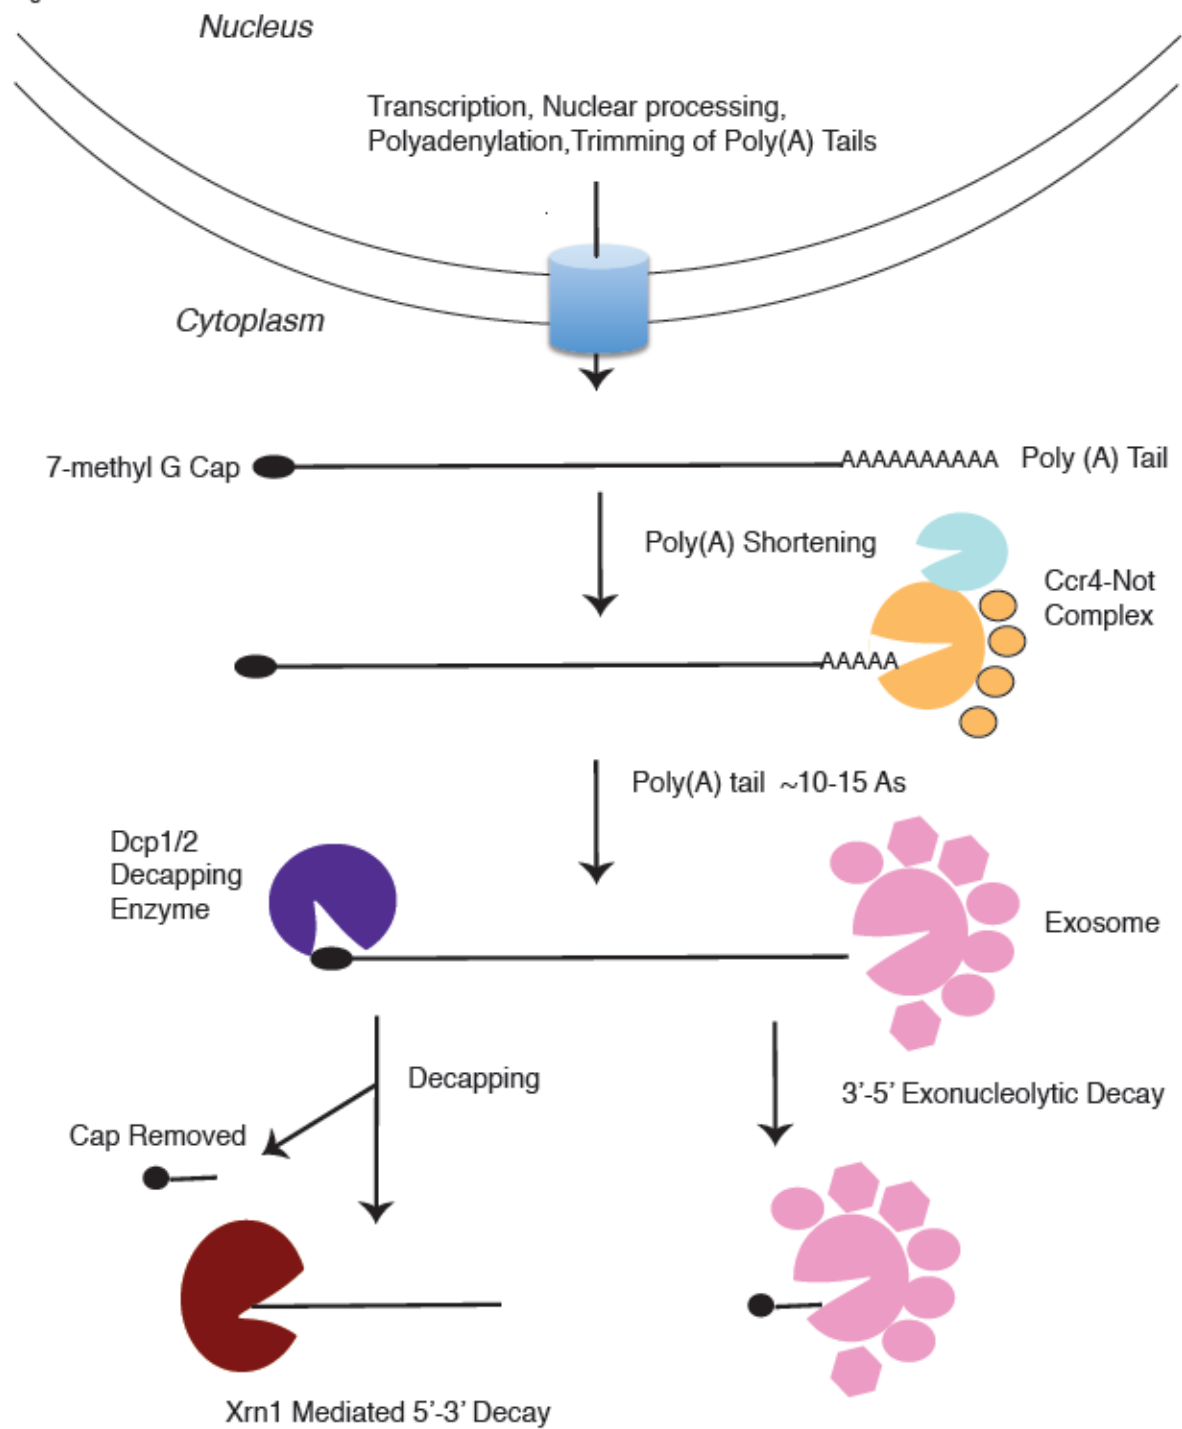 Nucleus
Transcription, Nuclear processing,
Polyadenylation,Trimming of Poly(A) Tails
Cytoplasm
7-methyl G Cap
AAAAAAAAAA
Poly (A) Tail
Poly(A) Shortening
Ccr4-Not
Complex
AAAAA
Poly(A) tail ~10-15 As
Dcp1/2
Decapping
Enzyme
Exosome
Decapping
3'-5' Exonucleolytic Decay
Cap Removed
Xrn1 Mediated 5'-3' Decay